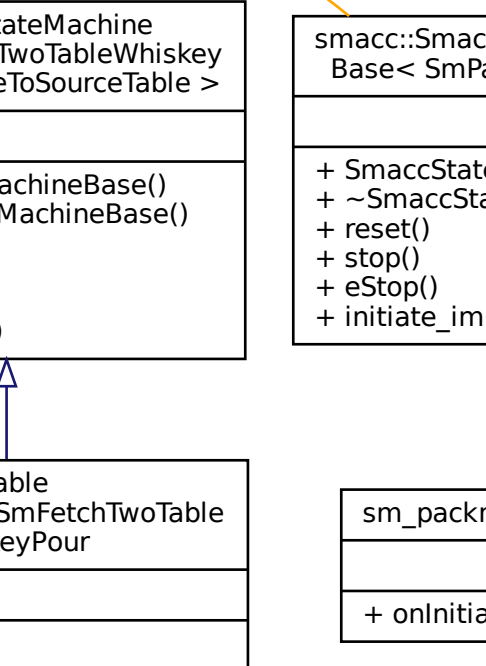 ateMachine
TwoTableWhiskey
eToSourceTable >
achineBase()
MachineBase()
)
able
SmFetchTwoTable
eyPour
smacc::Smac
Base< SmPa
+ SmaccState
+ ~SmaccSta
+ reset()
+ stop()
+ eStop()
+ initiate_im
sm_packm
+ onInitia